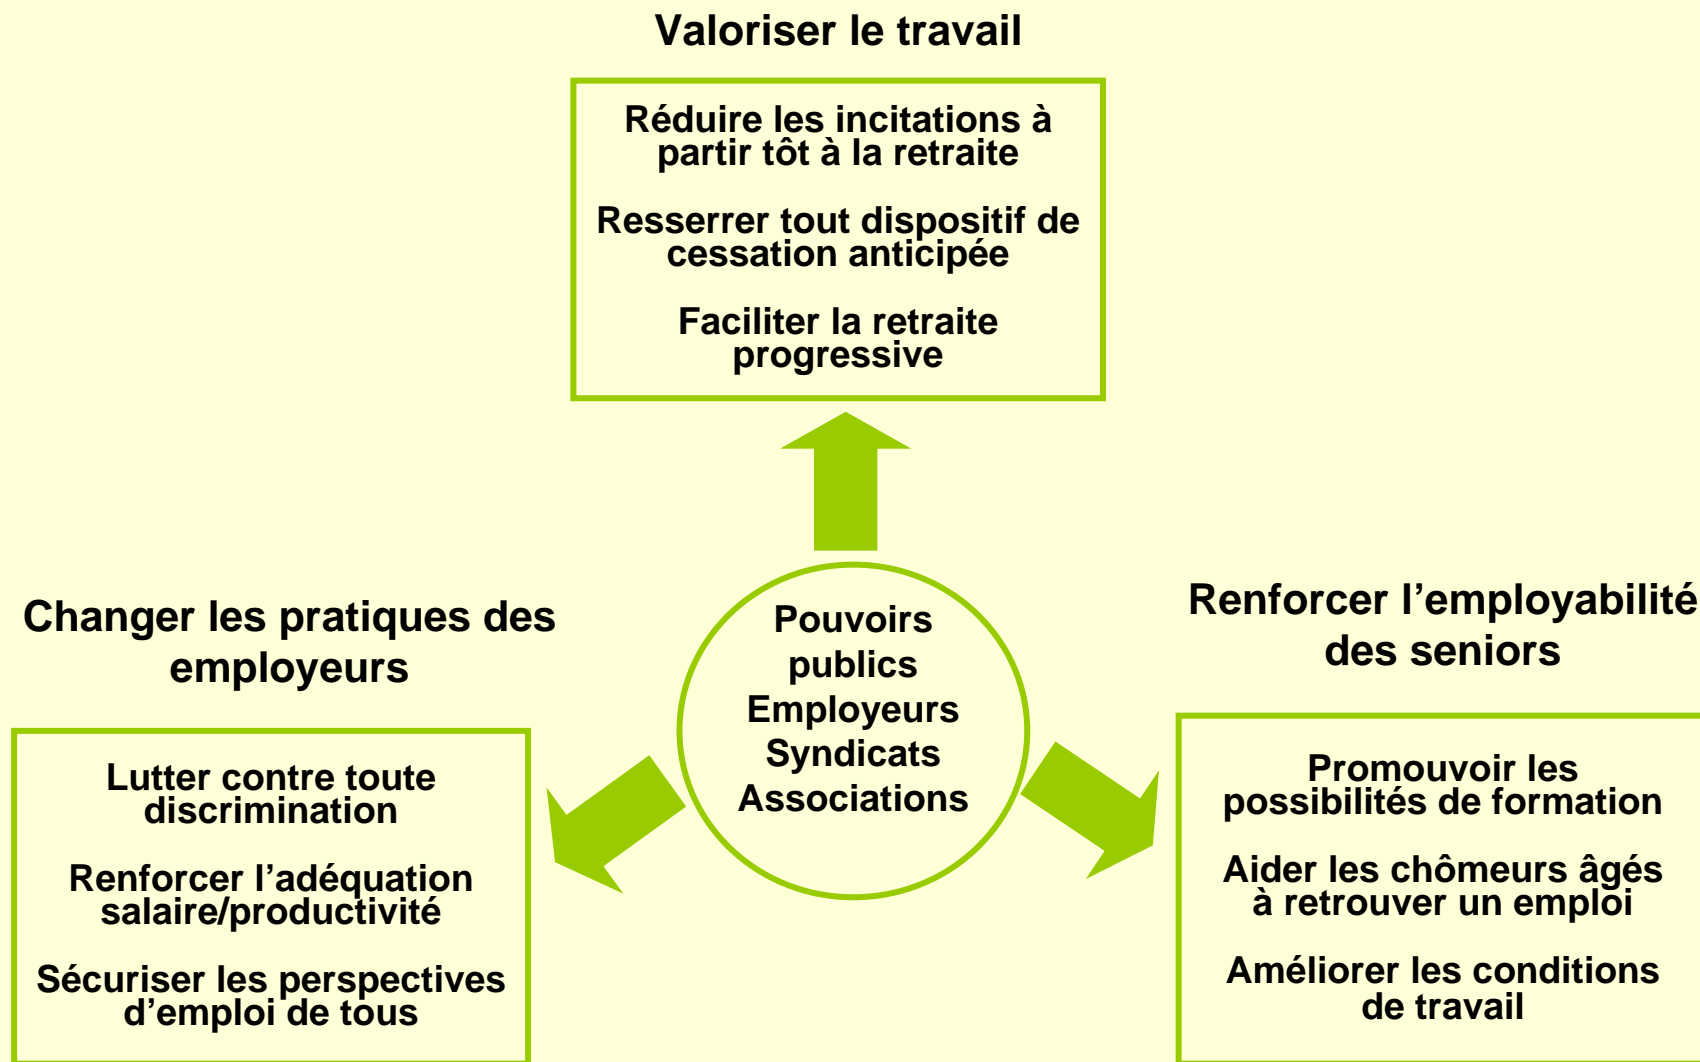 Valoriser le travail
Réduire les incitations à
partir tôt à la retraite
Resserrer tout dispositif de
cessation anticipée
Faciliter la retraite
progressive
Changer les pratiques des
employeurs
Lutter contre toute
discrimination
Renforcer l’adéquation
salaire/productivité
Sécuriser les perspectives
d’emploi de tous
Pouvoirs
publics
Employeurs
Syndicats
Associations
Renforcer l’employabilité
des seniors
Promouvoir les
possibilités de formation
Aider les chômeurs âgés
à retrouver un emploi
Améliorer les conditions
de travail